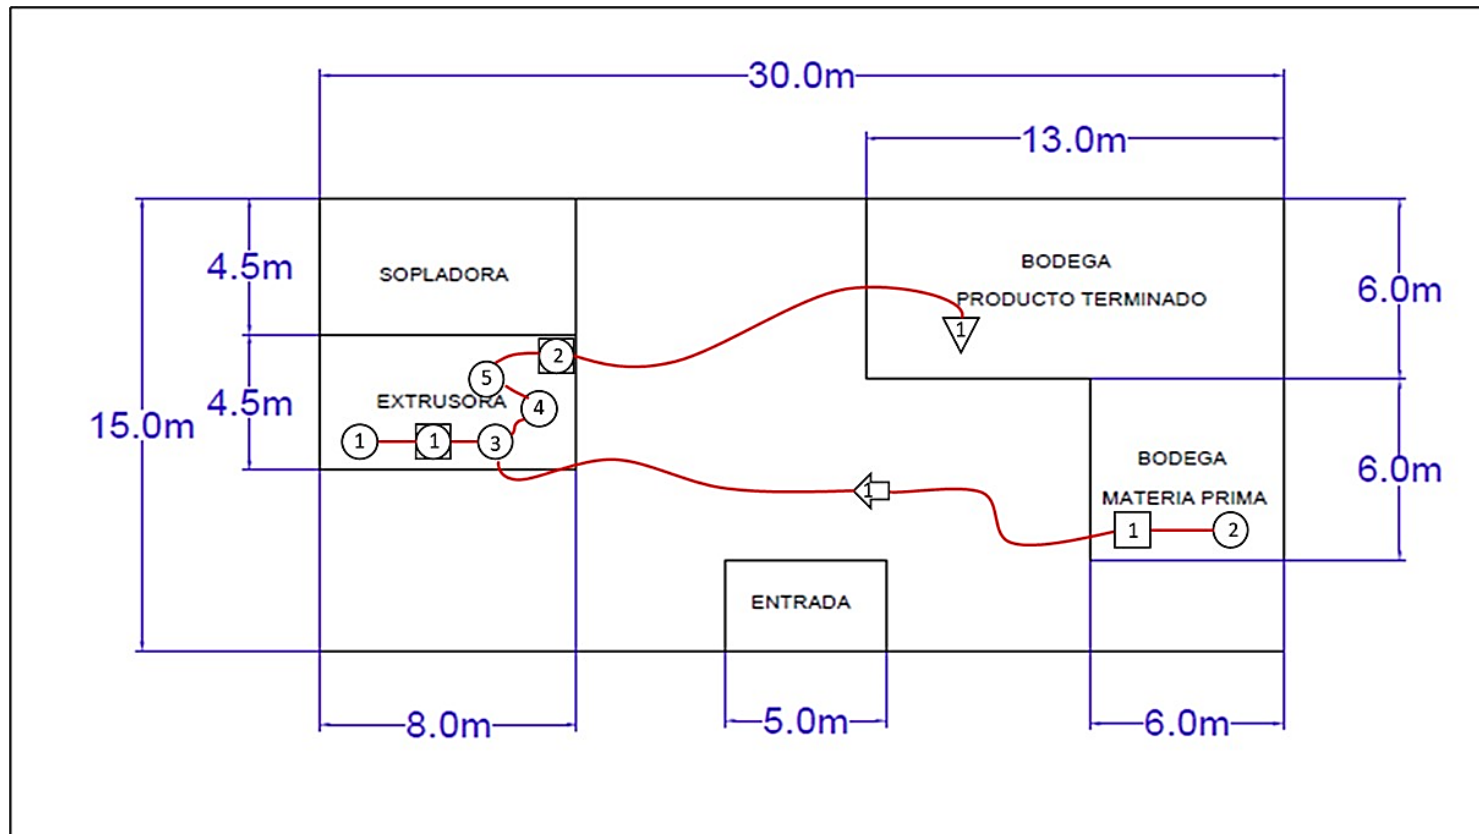 30.0m
13.0m
4.5m
SOPLADORA
BODEGA
PRODUCTO TERMINADO
6.0m
1
2
5
4
EXTRUSORA
4.5m
15.0m
1
1
3
BODEGA
MATERIA PRIMA
6.0m
1
1
2
ENTRADA
8.0m
5.0m
6.0m